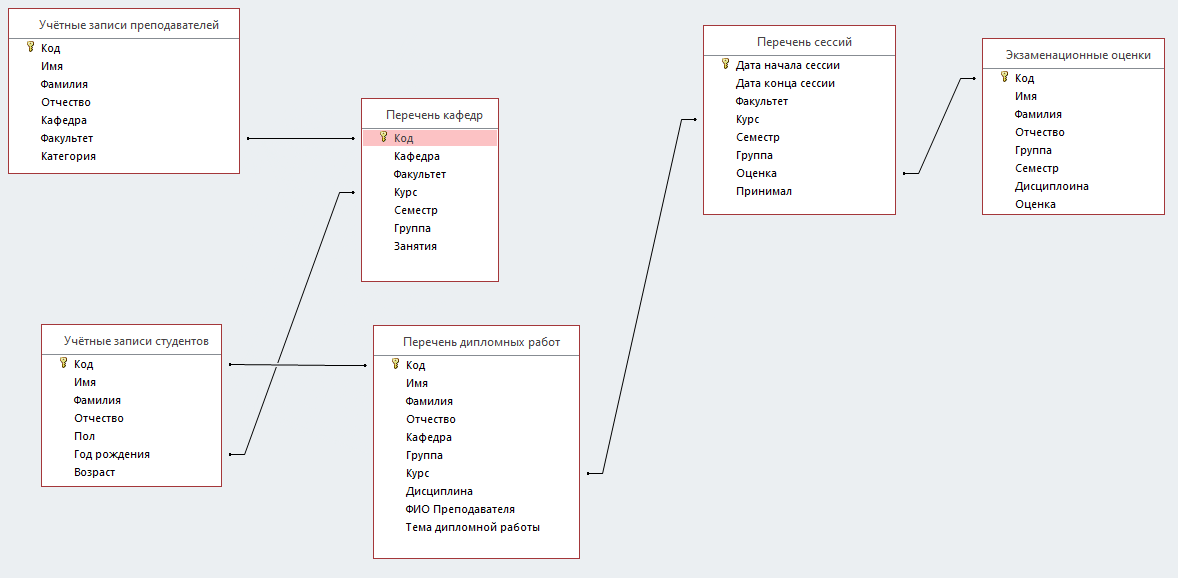 Учётные записи преподавателей
Код
Имя
Фамилия
Отчество
Кафедра
Факультет
Категория
Перечень кафедр
Код
Кафедра
Факультет
Курс
Семестр
Группа
Занятия
Учётные записи студентов
Код
Имя
Фамилия
Отчество
Пол
Год рождения
Возраст
Перечень дипломных работ
Код
Имя
Фамилия
Отчество
Кафедра
Группа
Курс
Дисциплина
ФИО Преподавателя
Тема дипломной работы
Перечень сессий
Дата начала сессии
Дата конца сессии
Факультет
Курс
Семестр
Группа
Оценка
Принимал
Экзаменационные оценки
Код
Имя
Фамилия
Отчество
Группа
Семестр
Дисциплоина
Оценка